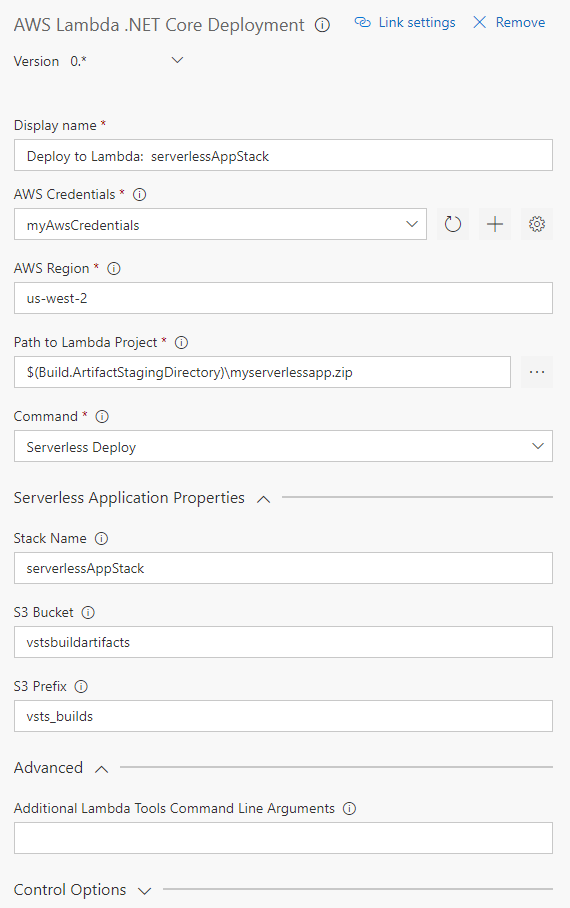 AWS Lambda .NET Core Deployment Link settings Remove
Version 0.*
Display name *
Deploy to Lambda: serverlessAppStack
AWS Credentials *
myAwsCredentials
AWS Region *
us-west-2
Path to Lambda Project *
$(Build.ArtifactStagingDirectory)\myserverlessapp.zip
Command *
Serverless Deploy
Serverless Application Properties
Stack Name
serverlessAppStack
S3 Bucket
vstsbuildartifacts
S3 Prefix
vsts_builds
Advanced
Additional Lambda Tools Command Line Arguments
Control Options